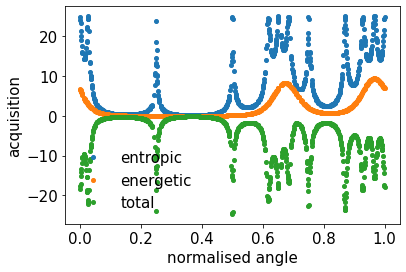 20
10
0
−10
−20
acquisition
entropic
energetic
total
0.0 0.2 0.4 0.6 0.8 1.0
normalised angle